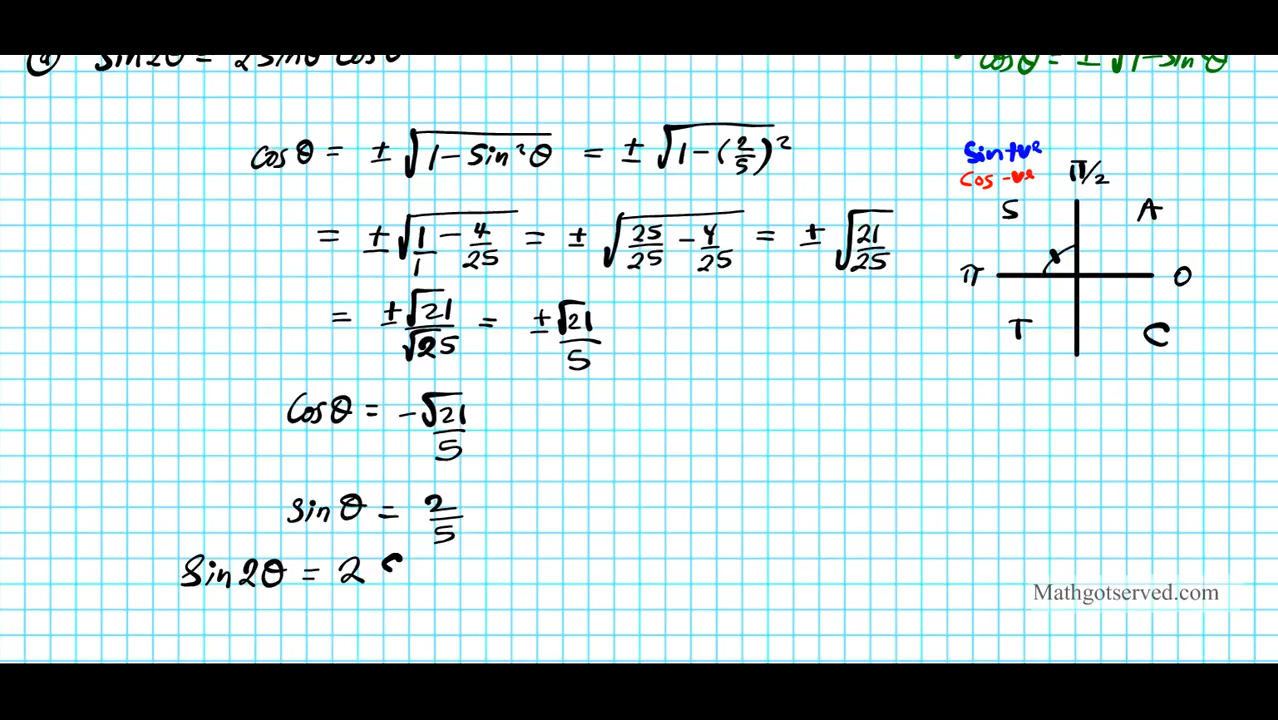 sin2θ = 2sinθ cosθ
cosθ = ± √1-sin θ
cosθ = ± √1-Sin²θ = ± √1-(2/5)²
= ± √1/1 - 4/25 = ± √25/25 - 4/25 = ± √21/25
= ±√21/√25 = ±√21/5
Cosθ = -√21/5
sinθ = 2/5
Sin2θ = 2
Sin+ve
Cos -ve
π/2
S A
π 0
T C
Mathgotserved.com